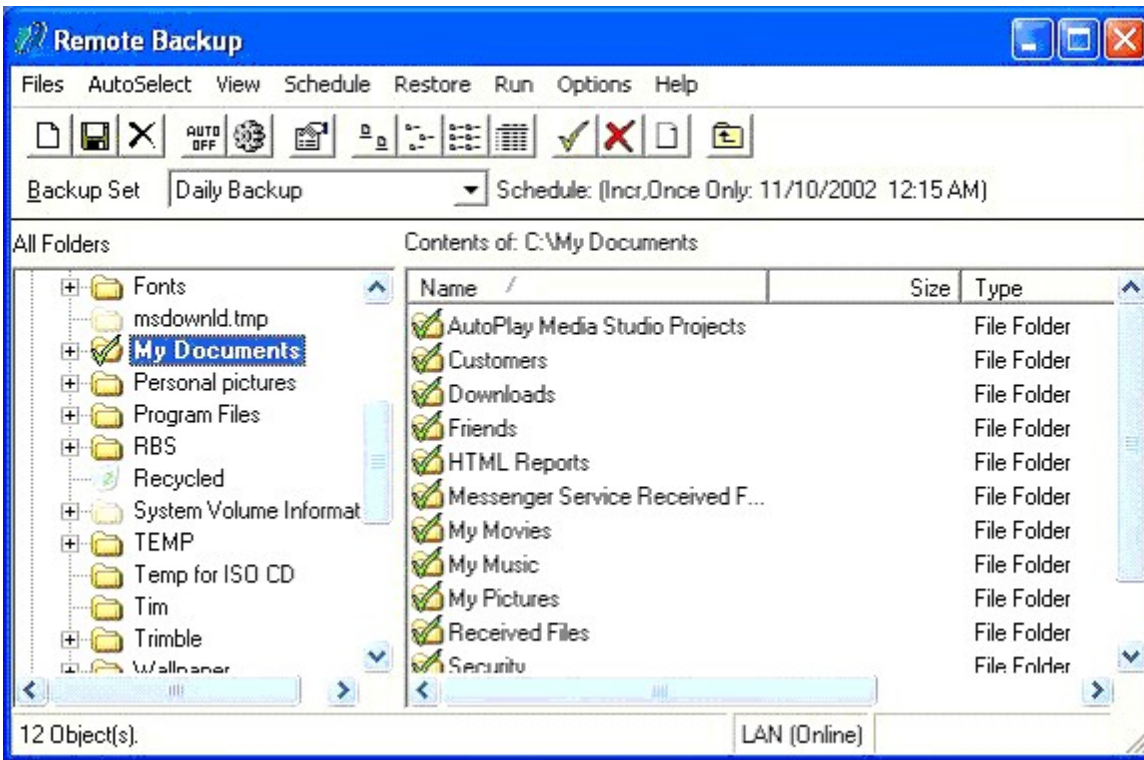 Remote Backup
Files AutoSelect View Schedule Restore Run Options Help
AUTO OFF
Backup Set Daily Backup Schedule: (Incr,Once Only: 11/10/2002 12:15 AM)
All Folders
Contents of: C:\My Documents
Fonts
msdownld.tmp
My Documents
Personal pictures
Program Files
RBS
Recycled
System Volume Informat
TEMP
Temp for ISO CD
Tim
Trimble
Wallpaper
Name Size Type
AutoPlay Media Studio Projects File Folder
Customers File Folder
Downloads File Folder
Friends File Folder
HTML Reports File Folder
Messenger Service Received F... File Folder
My Movies File Folder
My Music File Folder
My Pictures File Folder
Received Files File Folder
Security File Folder
12 Object(s).
LAN (Online)